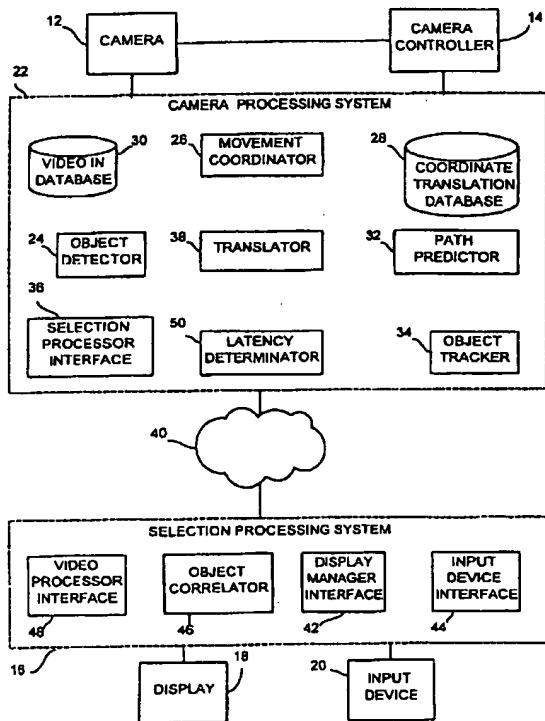 12
CAMERA
CAMERA
CONTROLLER
14
22
CAMERA PROCESSING SYSTEM
VIDEO IN
DATABASE
30
26
MOVEMENT
COORDINATOR
28
COORDINATE
TRANSLATION
DATABASE
24
OBJECT
DETECTOR
38
TRANSLATOR
32
PATH
PREDICTOR
36
SELECTION
PROCESSOR
INTERFACE
50
LATENCY
DETERMINATOR
34
OBJECT
TRACKER
40
SELECTION PROCESSING SYSTEM
VIDEO
PROCESSOR
INTERFACE
48
OBJECT
CORRELATOR
46
DISPLAY
MANAGER
INTERFACE
42
INPUT
DEVICE
INTERFACE
44
16
DISPLAY
18
20
INPUT
DEVICE